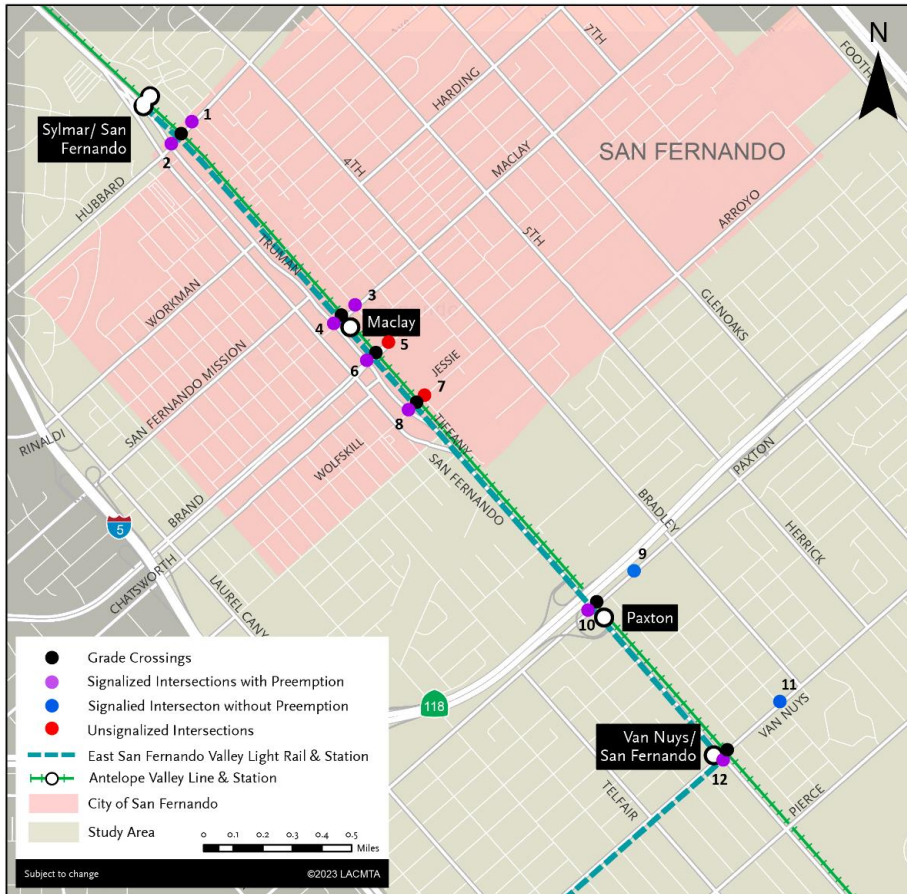 N
7TH
FOOTH
HARDING
1
Sylmar/ San
Fernando
SAN FERNANDO
MACLAY
2
4TH
HUBBARD
ARROYO
5TH
TRUMAN
3
WORKMAN
Maclay
GLENOAKS
4
5
6
JESSIE
SAN FERNANDO MISSION
7
8
TIFFANY
RINALDI
WOLFSKILL
PAXTON
SAN FERNANDO
BRAND
BRADLEY
5
HERRICK
CHATSWORTH
9
LAUREL CANY
10
Paxton
Grade Crossings
Signalized Intersections with Preemption
11
Signalied Intersecton without Preemption
118
VAN NUYS
Unsignalized Intersections
Van Nuys/
San Fernando
East San Fernando Valley Light Rail & Station
Antelope Valley Line & Station
12
TELFAIR
PIERCE
City of San Fernando
Study Area
0 0.1 0.2 0.3 0.4 0.5
Miles
Subject to change
©2023 LACMTA